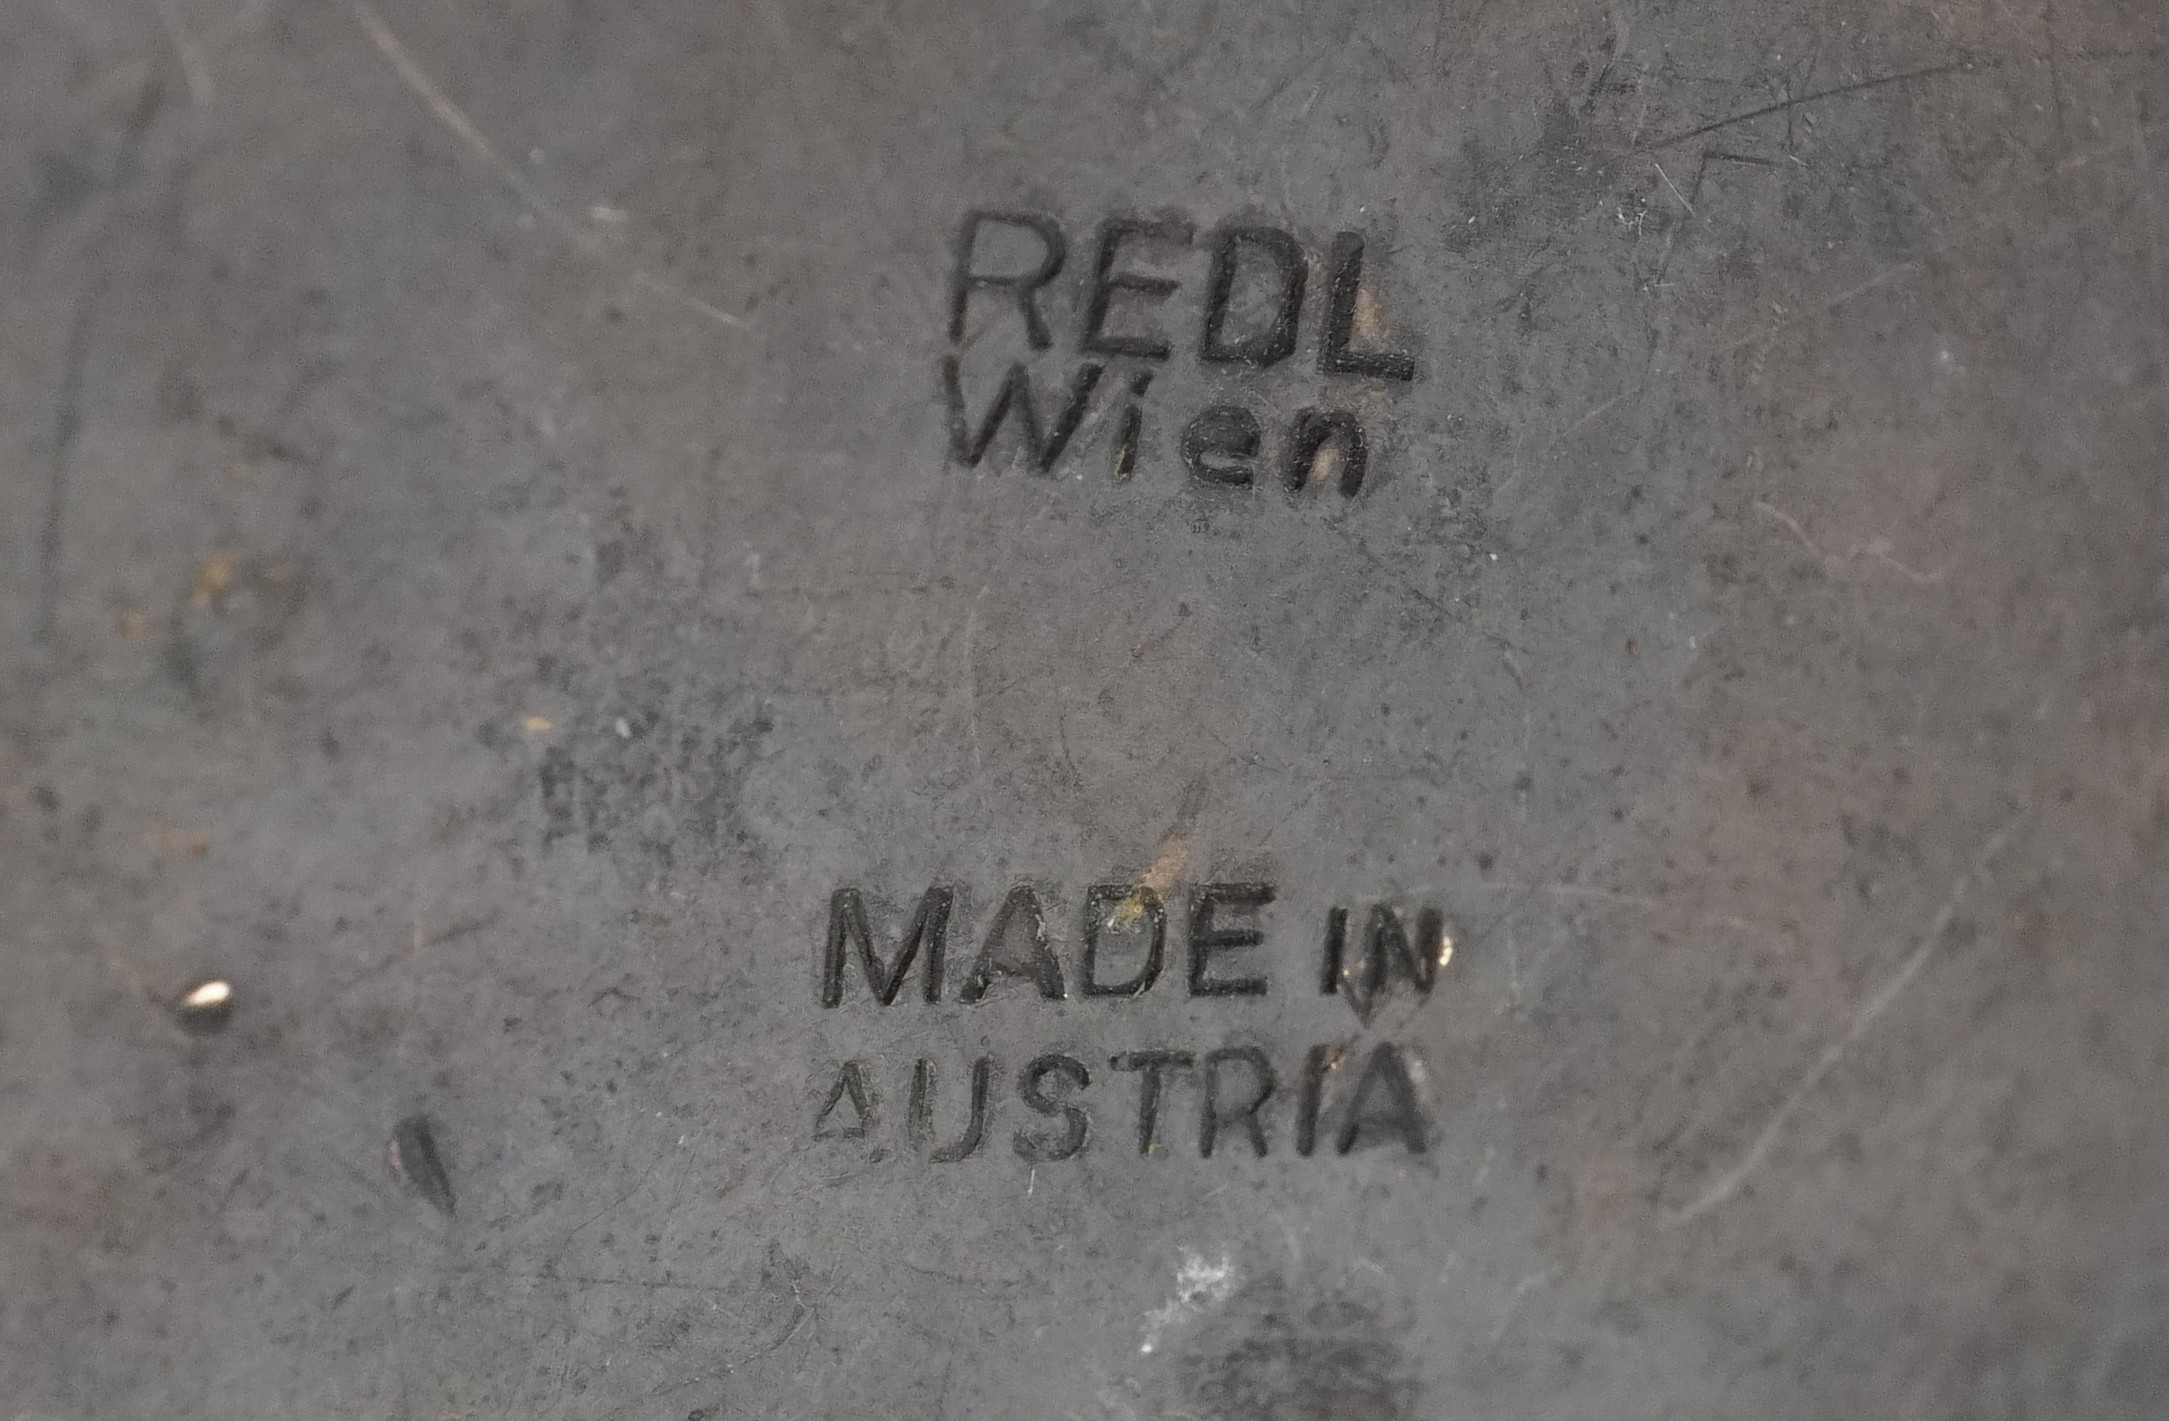 REDL
Wien
MADE IN
AUSTRIA